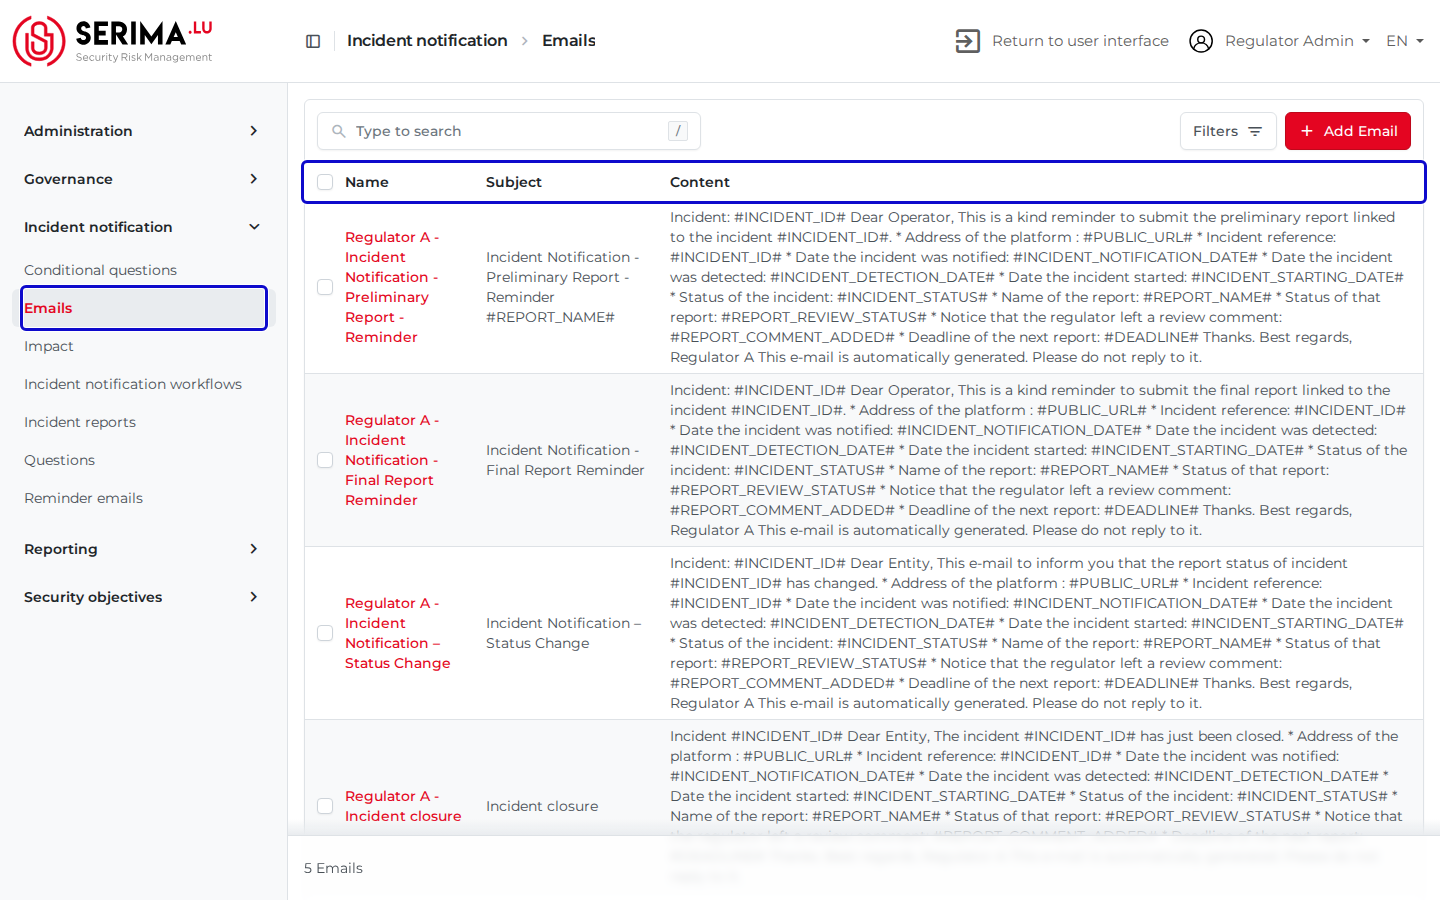 SERIMA.LU
Security Risk Management
Incident notification > Emails
Return to user interface
Regulator Admin
EN
Administration
Governance
Incident notification
Conditional questions
Emails
Impact
Incident notification workflows
Incident reports
Questions
Reminder emails
Reporting
Security objectives
Type to search
/
Filters
+ Add Email
Name Subject Content
Regulator A -
Incident
Notification -
Preliminary
Report -
Reminder
Incident Notification -
Preliminary Report -
Reminder
#REPORT_NAME#
Incident: #INCIDENT_ID# Dear Operator, This is a kind reminder to submit the preliminary report linked
to the incident #INCIDENT_ID#. * Address of the platform : #PUBLIC_URL# * Incident reference:
#INCIDENT_ID# * Date the incident was notified: #INCIDENT_NOTIFICATION_DATE# * Date the incident
was detected: #INCIDENT_DETECTION_DATE# * Date the incident started: #INCIDENT_STARTING_DATE#
* Status of the incident: #INCIDENT_STATUS# * Name of the report: #REPORT_NAME# * Status of that
report: #REPORT_REVIEW_STATUS# * Notice that the regulator left a review comment:
#REPORT_COMMENT_ADDED# * Deadline of the next report: #DEADLINE# Thanks. Best regards,
Regulator A This e-mail is automatically generated. Please do not reply to it.
Regulator A -
Incident
Notification -
Final Report
Reminder
Incident Notification -
Final Report Reminder
Incident: #INCIDENT_ID# Dear Operator, This is a kind reminder to submit the final report linked to the
incident #INCIDENT_ID#. * Address of the platform : #PUBLIC_URL# * Incident reference: #INCIDENT_ID#
* Date the incident was notified: #INCIDENT_NOTIFICATION_DATE# * Date the incident was detected:
#INCIDENT_DETECTION_DATE# * Date the incident started: #INCIDENT_STARTING_DATE# * Status of the
incident: #INCIDENT_STATUS# * Name of the report: #REPORT_NAME# * Status of that report:
#REPORT_REVIEW_STATUS# * Notice that the regulator left a review comment:
#REPORT_COMMENT_ADDED# * Deadline of the next report: #DEADLINE# Thanks. Best regards,
Regulator A This e-mail is automatically generated. Please do not reply to it.
Regulator A -
Incident
Notification –
Status Change
Incident Notification –
Status Change
Incident: #INCIDENT_ID# Dear Entity, This e-mail to inform you that the report status of incident
#INCIDENT_ID# has changed. * Address of the platform : #PUBLIC_URL# * Incident reference:
#INCIDENT_ID# * Date the incident was notified: #INCIDENT_NOTIFICATION_DATE# * Date the incident
was detected: #INCIDENT_DETECTION_DATE# * Date the incident started: #INCIDENT_STARTING_DATE#
* Status of the incident: #INCIDENT_STATUS# * Name of the report: #REPORT_NAME# * Status of that
report: #REPORT_REVIEW_STATUS# * Notice that the regulator left a review comment:
#REPORT_COMMENT_ADDED# * Deadline of the next report: #DEADLINE# Thanks. Best regards,
Regulator A This e-mail is automatically generated. Please do not reply to it.
Regulator A -
Incident closure
Incident closure
Incident #INCIDENT_ID# Dear Entity, The incident #INCIDENT_ID# has just been closed. * Address of the
platform : #PUBLIC_URL# * Incident reference: #INCIDENT_ID# * Date the incident was notified:
#INCIDENT_NOTIFICATION_DATE# * Date the incident was detected: #INCIDENT_DETECTION_DATE# *
Date the incident started: #INCIDENT_STARTING_DATE# * Status of the incident: #INCIDENT_STATUS# *
Name of the report: #REPORT_NAME# * Status of that report: #REPORT_REVIEW_STATUS# * Notice that
5 Emails